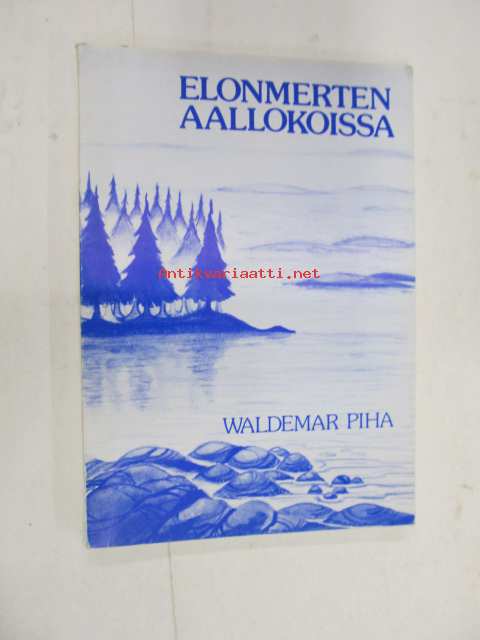 ELONMERTEN
AALLOKOISSA
Antikvariaatti.net
WALDEMAR PIHA